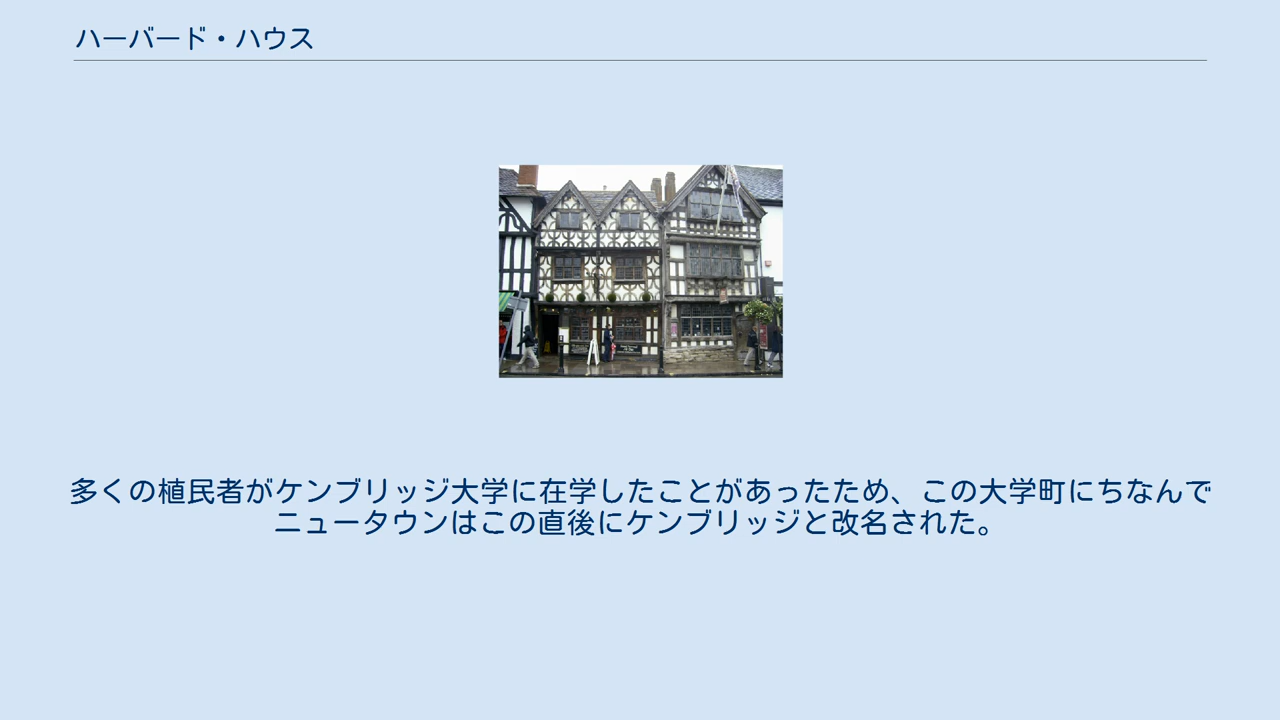 ハーバード・ハウス
多くの植民者がケンブリッジ大学に在学したことがあったため、この大学町にちなんで
ニュータウンはこの直後にケンブリッジと改名された。